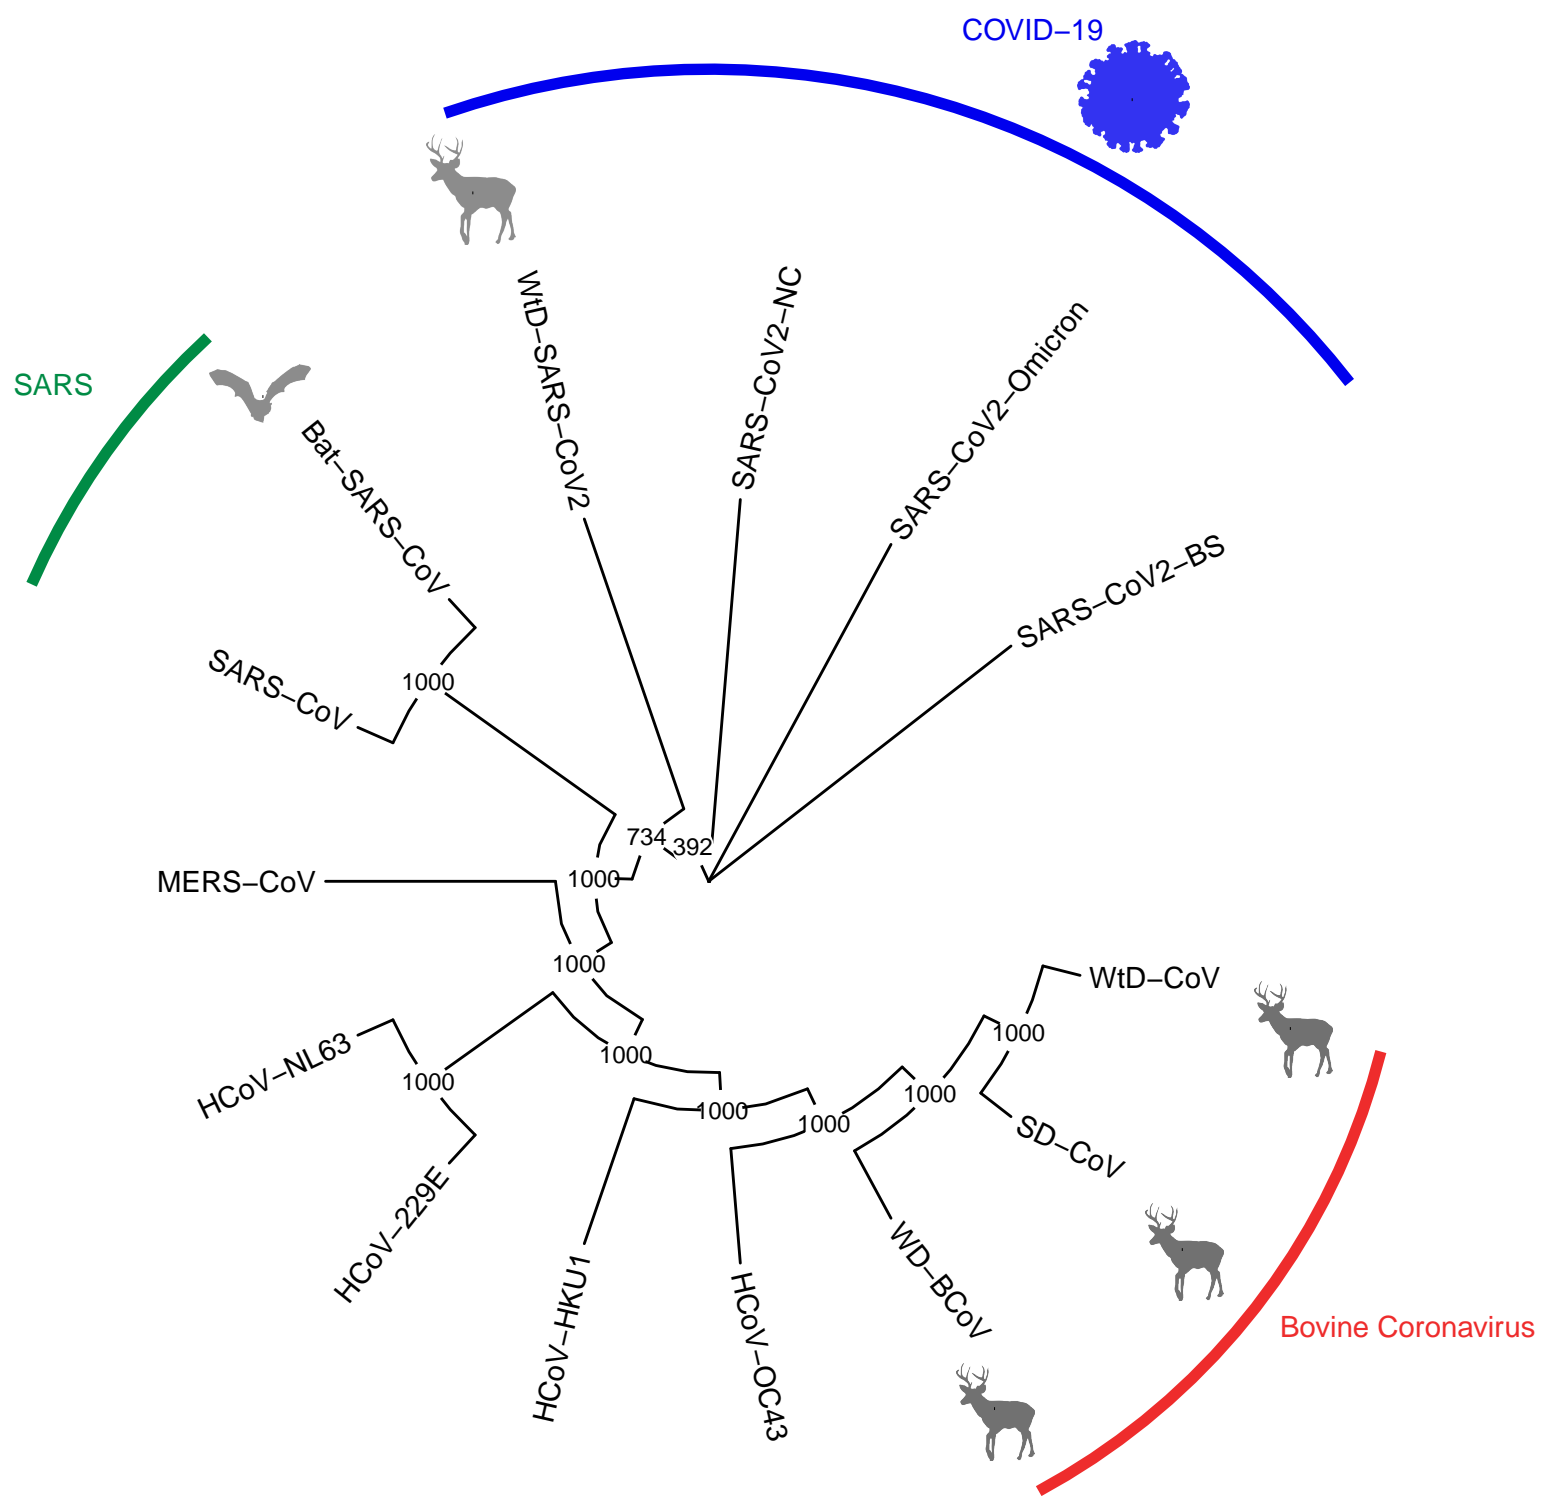 COVID–19
SARS
WtD–SARS–CoV2
SARS–CoV2–NC
SARS–CoV2–Omicron
SARS–CoV2–BS
Bat–SARS–CoV
SARS–CoV
1000
734
392
1000
MERS–CoV
1000
WtD–CoV
1000
1000
HCoV–NL63
1000
1000
1000
1000
SD–CoV
HCoV–229E
HCoV–HKU1
HCoV–OC43
WD–BCoV
Bovine Coronavirus